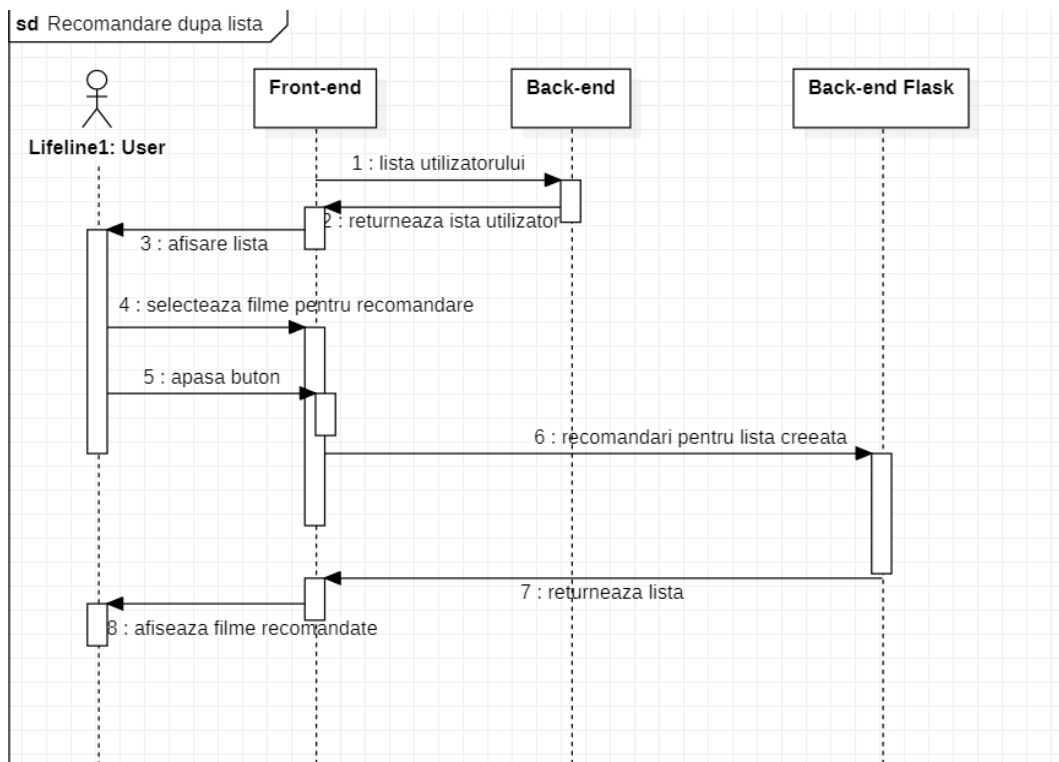 sd Recomandare dupa lista
Front-end
Back-end
Back-end Flask
Lifeline1: User
1 : lista utilizatorului
2 : returneaza ista utilizator
3 : afisare lista
4 : selecteaza filme pentru recomandare
5 : apasa buton
6 : recomandari pentru lista creeata
7 : returneaza lista
8 : afiseaza filme recomandate